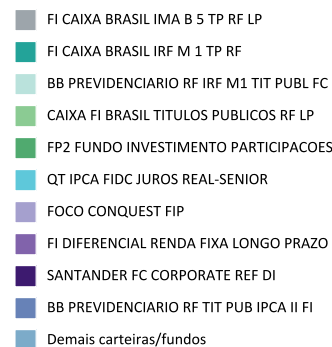 FI CAIXA BRASIL IMA B 5 TP RF LP
FI CAIXA BRASIL IRF M 1 TP RF
BB PREVIDENCIARIO RF IRF M1 TIT PUBL FC
CAIXA FI BRASIL TITULOS PUBLICOS RF LP
FP2 FUNDO INVESTIMENTO PARTICIPACOES
QT IPCA FIDC JUROS REAL-SENIOR
FOCO CONQUEST FIP
FI DIFERENCIAL RENDA FIXA LONGO PRAZO
SANTANDER FC CORPORATE REF DI
BB PREVIDENCIARIO RF TIT PUB IPCA II FI
Demais carteiras/fundos